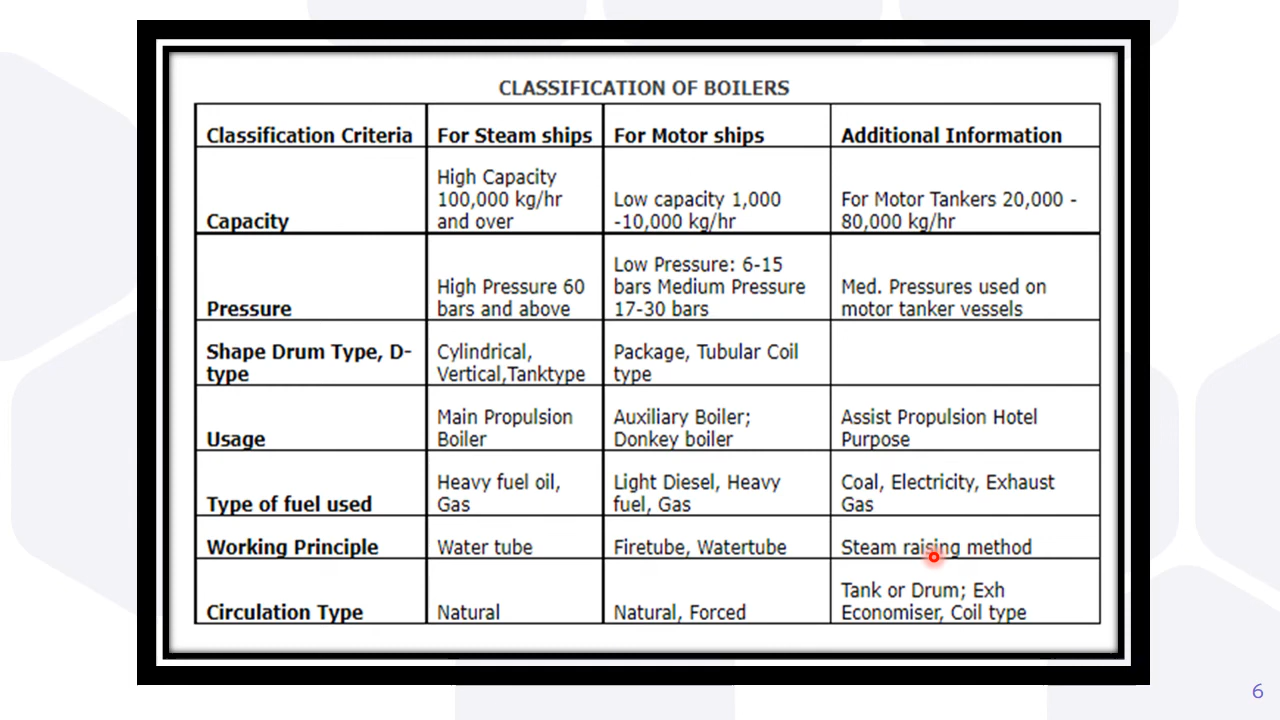 CLASSIFICATION OF BOILERS
Classification Criteria
For Steam ships
For Motor ships
Additional Information
Capacity
High Capacity
100,000 kg/hr
and over
Low capacity 1,000
-10,000 kg/hr
For Motor Tankers 20,000 -
80,000 kg/hr
Pressure
High Pressure 60
bars and above
Low Pressure: 6-15
bars Medium Pressure
17-30 bars
Med. Pressures used on
motor tanker vessels
Shape Drum Type, D-
type
Cylindrical,
Vertical,Tanktype
Package, Tubular Coil
type
Usage
Main Propulsion
Boiler
Auxiliary Boiler;
Donkey boiler
Assist Propulsion Hotel
Purpose
Type of fuel used
Heavy fuel oil,
Gas
Light Diesel, Heavy
fuel, Gas
Coal, Electricity, Exhaust
Gas
Working Principle
Water tube
Firetube, Watertube
Steam raising method
Circulation Type
Natural
Natural, Forced
Tank or Drum; Exh
Economiser, Coil type
6